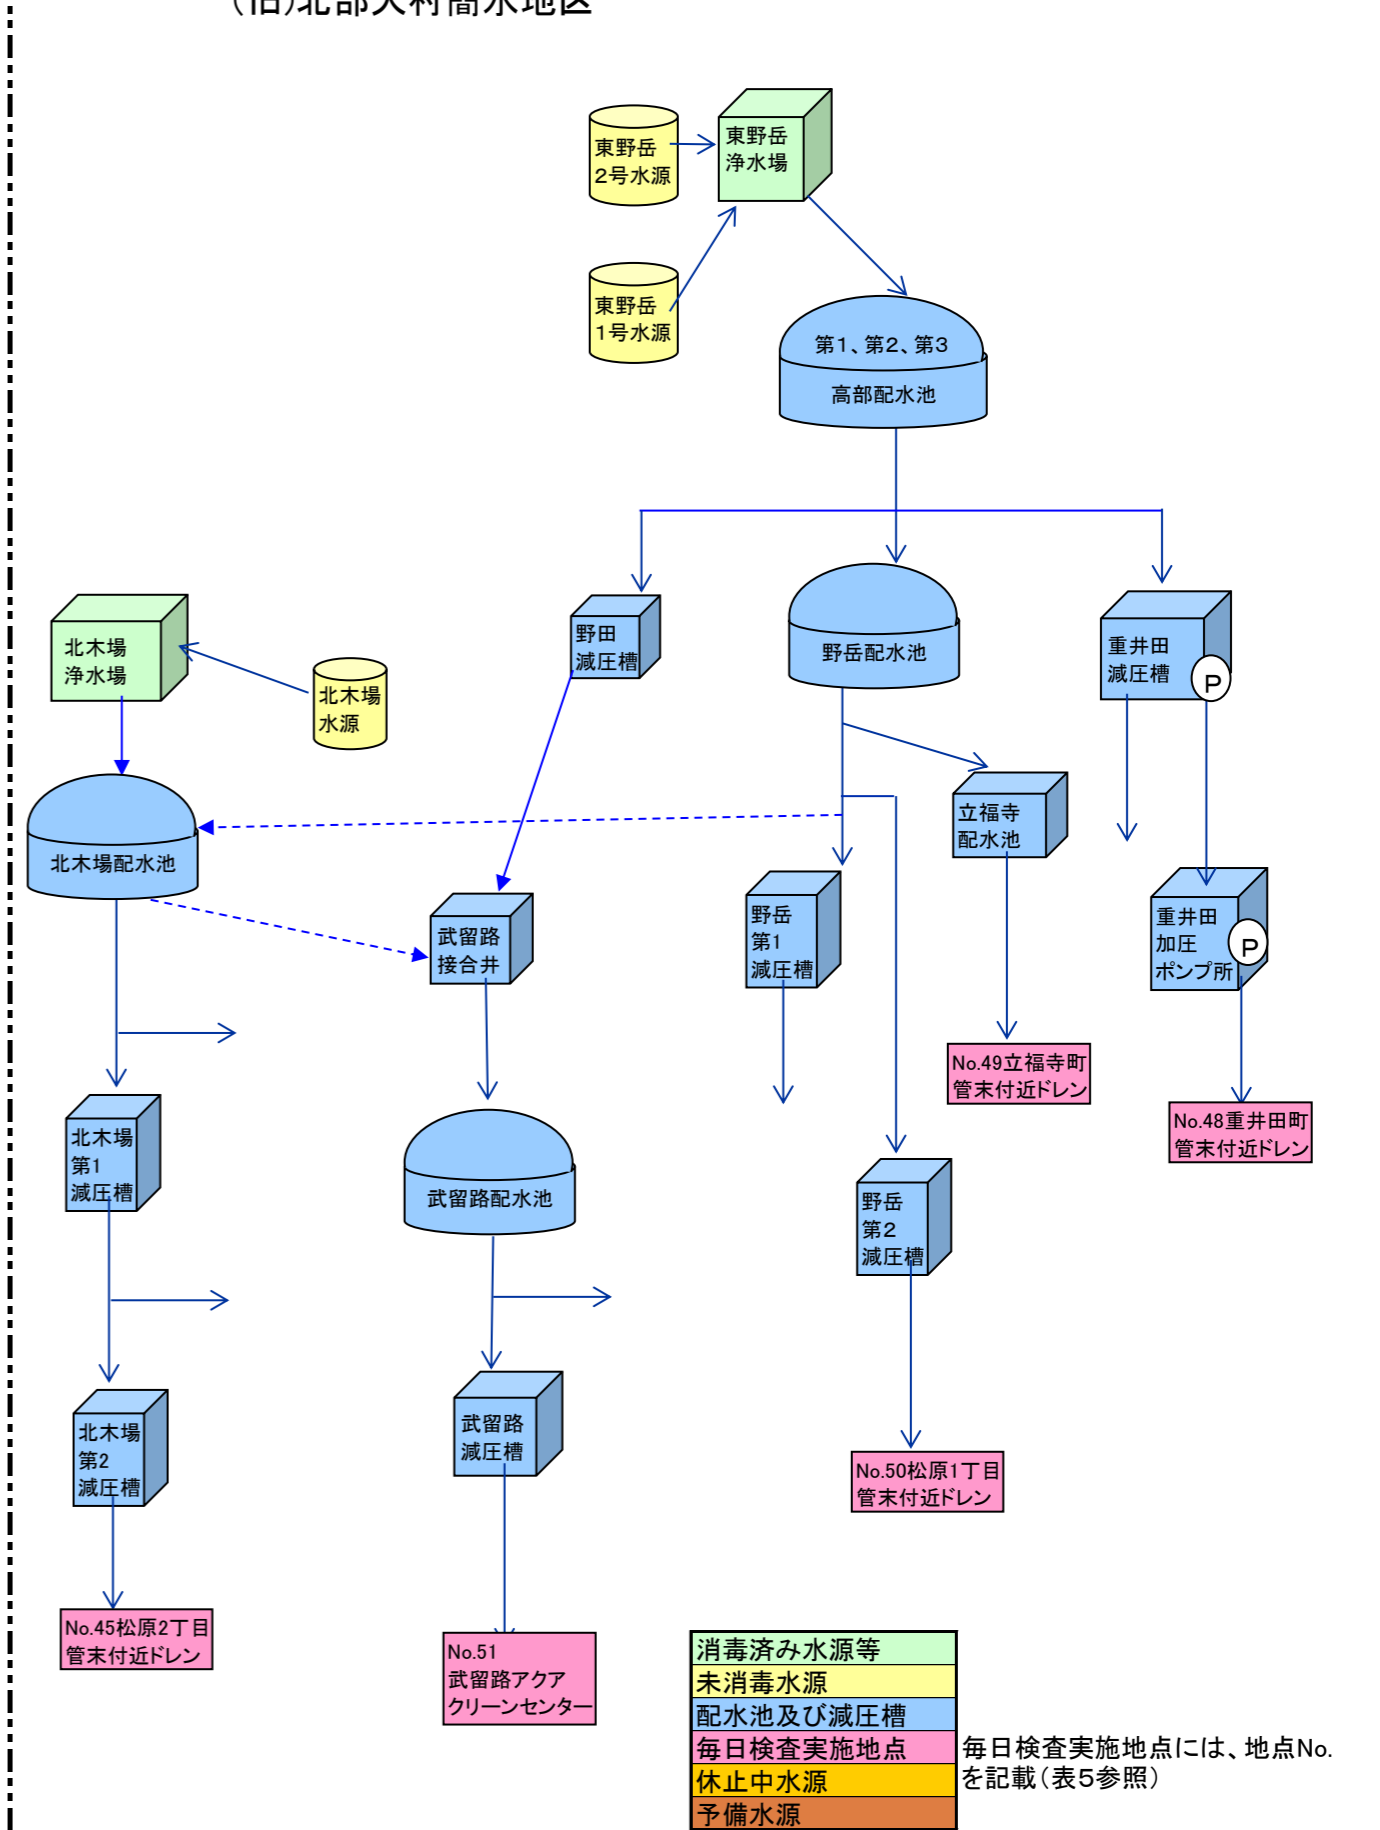 (旧)北部大村簡水地区
東野岳
2号水源
東野岳
浄水場
東野岳
1号水源
第1、第2、第3
高部配水池
北木場
浄水場
北木場
水源
野田
減圧槽
野岳配水池
重井田
減圧槽
P
北木場配水池
武留路
接合井
野岳
第1
減圧槽
立福寺
配水池
重井田
加圧
ポンプ所
P
No.49立福寺町
管末付近ドレン
No.48重井田町
管末付近ドレン
北木場
第1
減圧槽
武留路配水池
野岳
第2
減圧槽
北木場
第2
減圧槽
武留路
減圧槽
No.50松原1丁目
管末付近ドレン
No.45松原2丁目
管末付近ドレン
No.51
武留路アクア
クリーンセンター
消毒済み水源等
未消毒水源
配水池及び減圧槽
毎日検査実施地点
休止中水源
予備水源
毎日検査実施地点には、地点No.
を記載(表5参照)